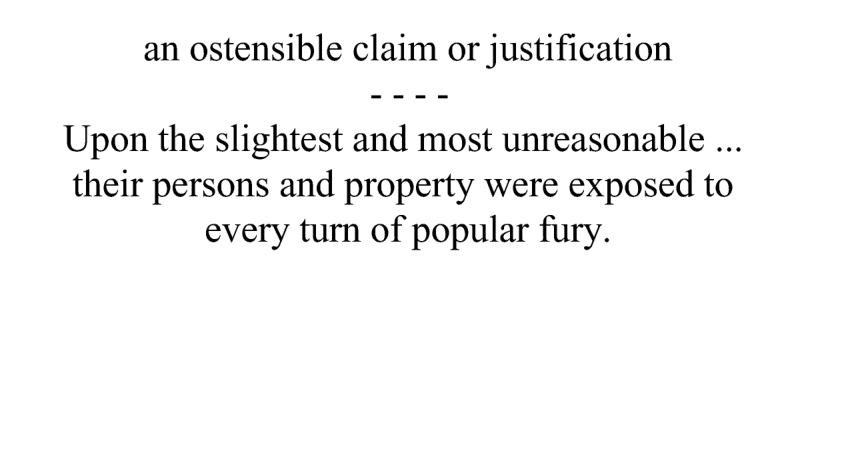 an ostensible claim or justification
- - - -
Upon the slightest and most unreasonable ...
their persons and property were exposed to
every turn of popular fury.